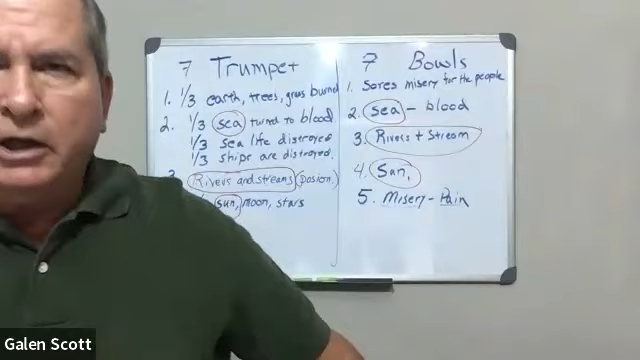 7 Trumpet
1. 1/3 earth, trees, grass burned
2. 1/3 sea turned to blood
1/3 sea life distroyed
1/3 ships are distroyed.
Rivers and streams (posion.)
sun, moon, stars
7 Bowls
1. Sores misery for the people
2. sea - blood
3. Rivers + Stream
4. Sun,
5. Misery - Pain
Galen Scott